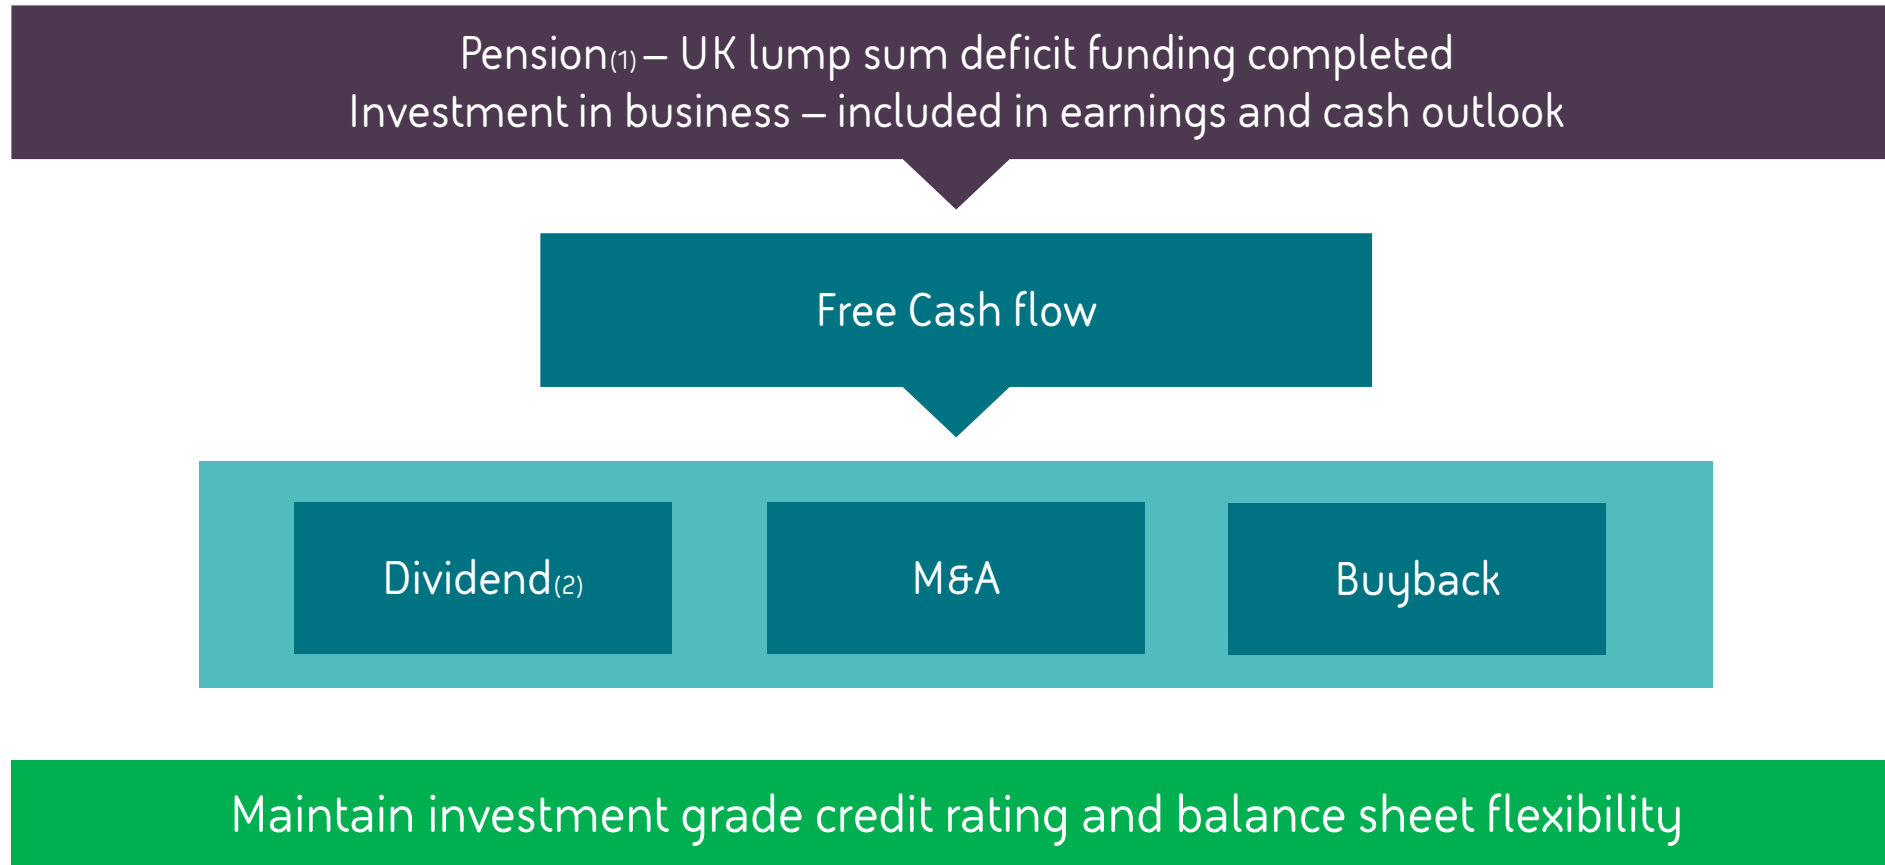 Pension(1) – UK lump sum deficit funding completed
Investment in business – included in earnings and cash outlook
Free Cash flow
Dividend(2)
M&A
Buyback
Maintain investment grade credit rating and balance sheet flexibility